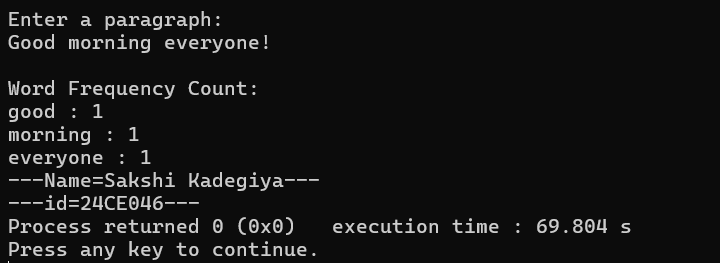 Enter a paragraph:
Good morning everyone!
Word Frequency Count:
good : 1
morning : 1
everyone : 1
---Name=Sakshi Kadegiya---
---id=24CE046---
Process returned 0 (0x0)   execution time : 69.804 s
Press any key to continue.